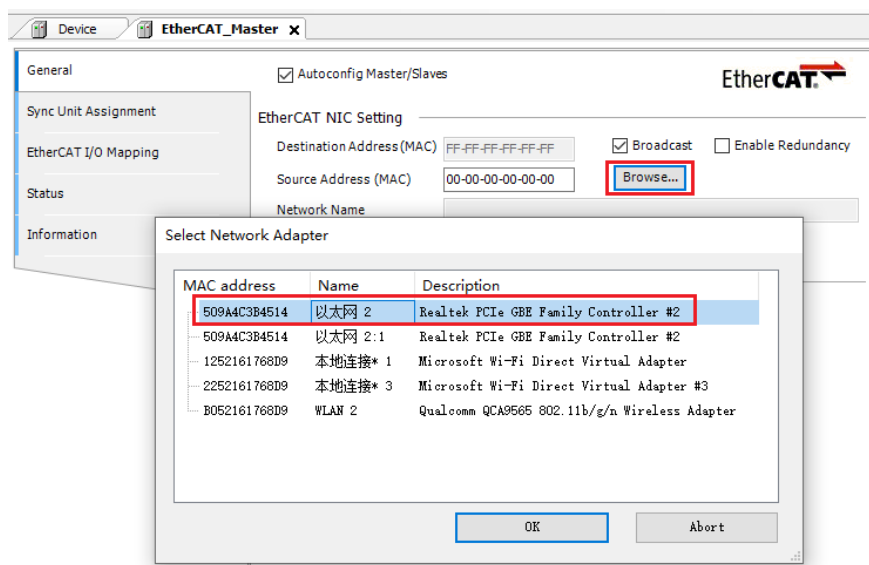 Device EtherCAT_Master x
General
Autoconfig Master/Slaves
EtherCAT.
Sync Unit Assignment
EtherCAT NIC Setting
EtherCAT I/O Mapping
Destination Address (MAC) FF-FF-FF-FF-FF-FF Broadcast Enable Redundancy
Status
Source Address (MAC) 00-00-00-00-00-00 Browse...
Network Name
Information
Select Network Adapter
MAC address Name Description
509A4C3B4514 以太网 2 Realtek PCIe GBE Family Controller #2
509A4C3B4514 以太网 2:1 Realtek PCIe GBE Family Controller #2
1252161768D9 本地连接* 1 Microsoft Wi-Fi Direct Virtual Adapter
2252161768D9 本地连接* 3 Microsoft Wi-Fi Direct Virtual Adapter #3
B052161768D9 WLAN 2 Qualcomm QCA9565 802.11b/g/n Wireless Adapter
OK Abort